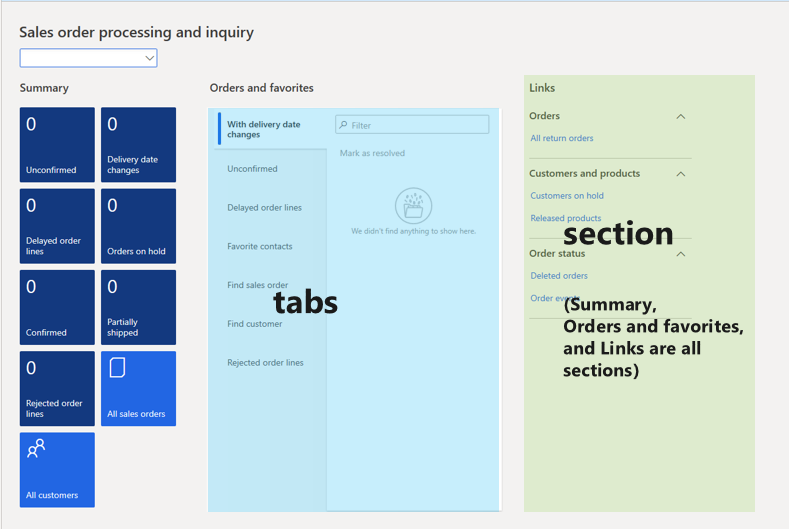 Sales order processing and inquiry
Summary
0
Unconfirmed
0
Delivery date
changes
0
Delayed order
lines
0
Orders on hold
0
Confirmed
0
Partially
shipped
0
Rejected order
lines
All sales orders
All customers
Orders and favorites
With delivery date
changes
Unconfirmed
Delayed order lines
Favorite contacts
Find sales order
Find customer
Rejected order lines
tabs
Filter
Mark as resolved
We didn't find anything to show here.
Links
Orders
All return orders
Customers and products
Customers on hold
Released products
section
Order status
Deleted orders
Order events
(Summary,
Orders and favorites,
and Links are all
sections)